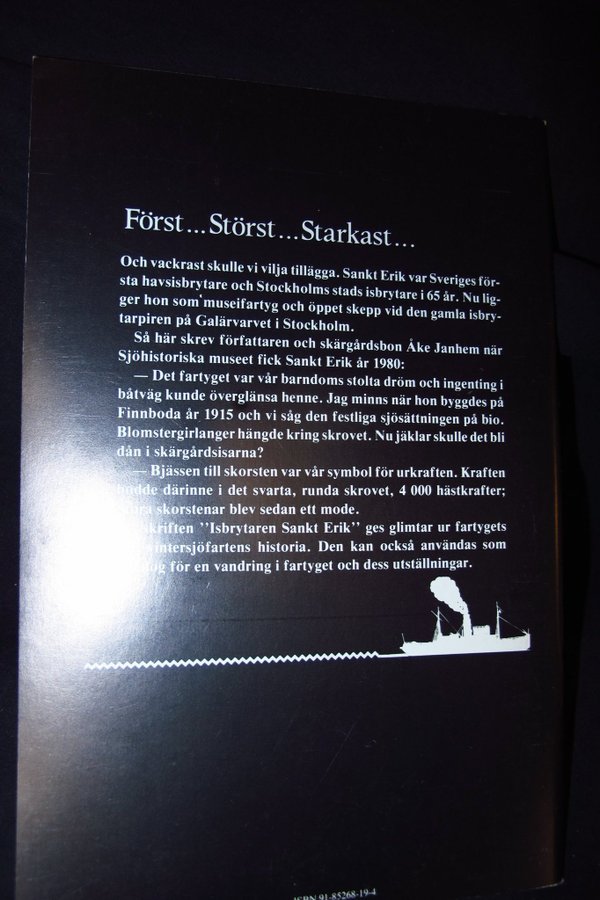 Först... Störst... Starkast...
Och vackrast skulle vi vilja tillägga. Sankt Erik var Sveriges för-
sta havsisbrytare och Stockholms stads isbrytare i 65 år. Nu lig-
ger hon som museifartyg och öppet skepp vid den gamla isbry-
tarpiren på Galärvarvet i Stockholm.
Så här skrev författaren och skärgårdsbon Åke Janhem när
Sjöhistoriska museet fick Sankt Erik år 1980:
— Det fartyget var vår barndoms stolta dröm och ingenting i
båtväg kunde överglänsa henne. Jag minns när hon byggdes på
Finnboda år 1915 och vi såg den festliga sjösättningen på bio.
Blomstergirlanger hängde kring skrovet. Nu jäklar skulle det bli
dån i skärgårdsisarna?
— Bjässen till skorsten var vår symbol för urkraften. Kraften
därinne i det svarta, runda skrovet, 4 000 hästkrafter;
skorstenar blev sedan ett mode.
skriften ''Isbrytaren Sankt Erik'' ges glimtar ur fartygets
vintersjöfartens historia. Den kan också användas som
för en vandring i fartyget och dess utställningar.
ISBN 91-85268-19-4